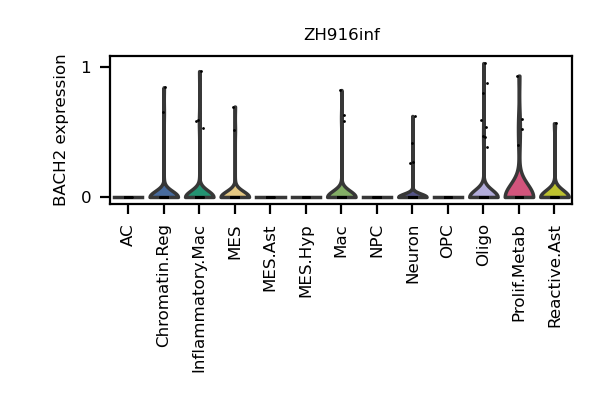 ZH916inf
BACH2 expression
1
0
AC
Chromatin.Reg
Inflammatory.Mac
MES
MES.Ast
MES.Hyp
Mac
NPC
Neuron
OPC
Oligo
Prolif.Metab
Reactive.Ast